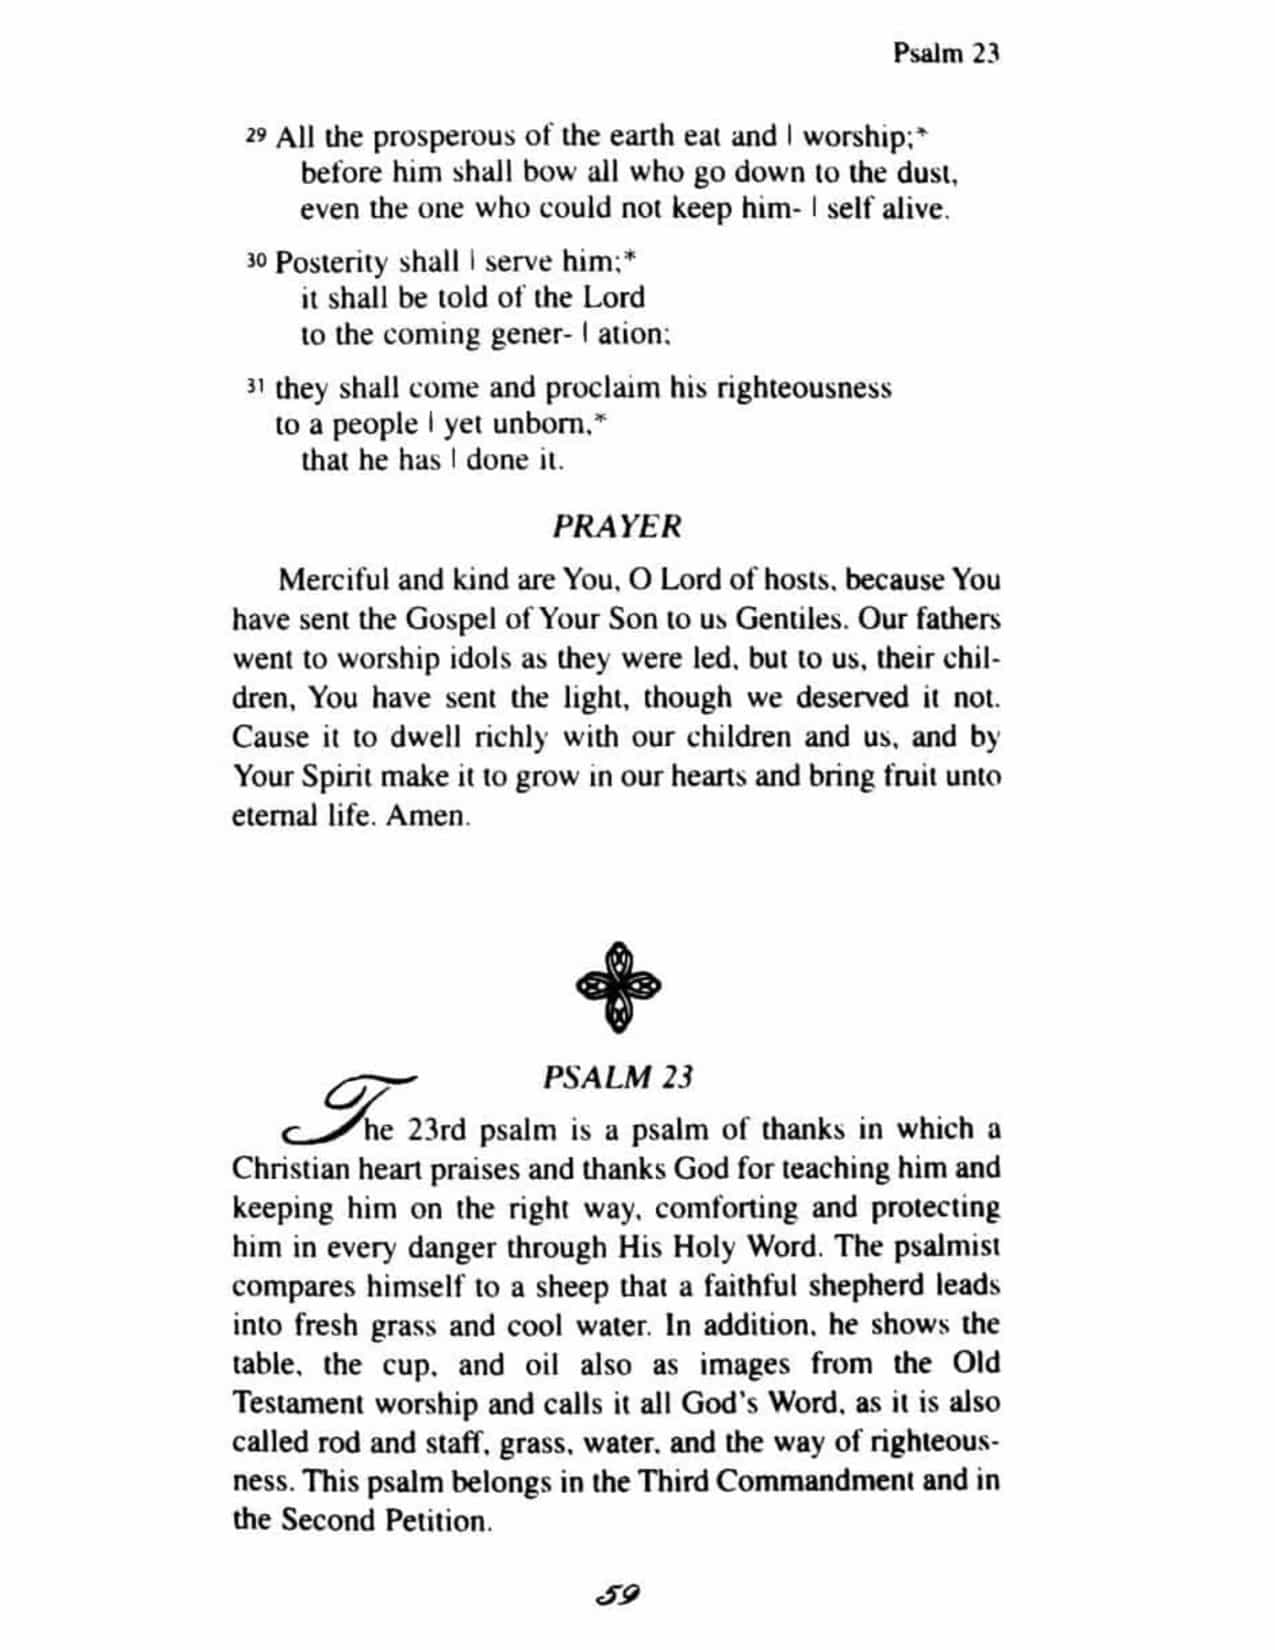 Psalm 23
29 All the prosperous of the earth eat and | worship;*
before him shall bow all who go down to the dust,
even the one who could not keep him- | self alive.
30 Posterity shall | serve him;*
it shall be told of the Lord
to the coming gener- | ation;
31 they shall come and proclaim his righteousness
to a people | yet unborn,*
that he has | done it.
PRAYER
Merciful and kind are You, O Lord of hosts, because You
have sent the Gospel of Your Son to us Gentiles. Our fathers
went to worship idols as they were led, but to us, their chil-
dren, You have sent the light, though we deserved it not.
Cause it to dwell richly with our children and us, and by
Your Spirit make it to grow in our hearts and bring fruit unto
eternal life. Amen.
PSALM 23
The 23rd psalm is a psalm of thanks in which a
Christian heart praises and thanks God for teaching him and
keeping him on the right way, comforting and protecting
him in every danger through His Holy Word. The psalmist
compares himself to a sheep that a faithful shepherd leads
into fresh grass and cool water. In addition, he shows the
table, the cup, and oil also as images from the Old
Testament worship and calls it all God's Word, as it is also
called rod and staff, grass, water, and the way of righteous-
ness. This psalm belongs in the Third Commandment and in
the Second Petition.
59